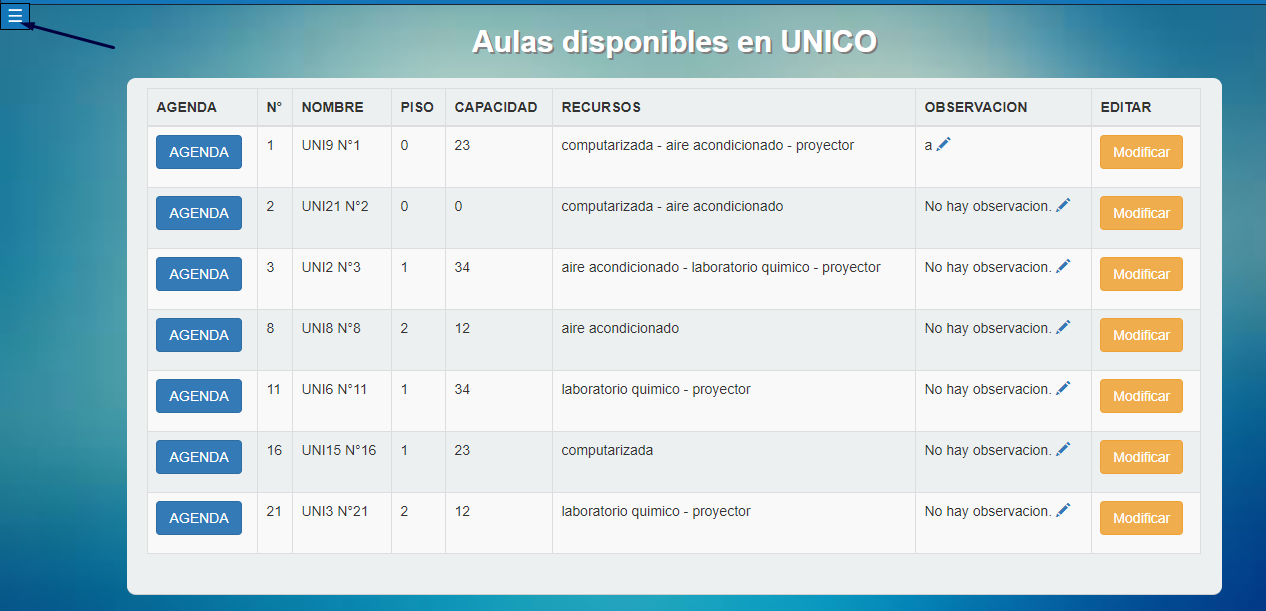 Aulas disponibles en UNICO
AGENDA N° NOMBRE PISO CAPACIDAD RECURSOS OBSERVACION EDITAR
AGENDA 1 UNI9 N°1 0 23 computarizada - aire acondicionado - proyector a Modificar
AGENDA 2 UNI21 N°2 0 0 computarizada - aire acondicionado No hay observacion. Modificar
AGENDA 3 UNI2 N°3 1 34 aire acondicionado - laboratorio quimico - proyector No hay observacion. Modificar
AGENDA 8 UNI8 N°8 2 12 aire acondicionado No hay observacion. Modificar
AGENDA 11 UNI6 N°11 1 34 laboratorio quimico - proyector No hay observacion. Modificar
AGENDA 16 UNI15 N°16 1 23 computarizada No hay observacion. Modificar
AGENDA 21 UNI3 N°21 2 12 laboratorio quimico - proyector No hay observacion. Modificar